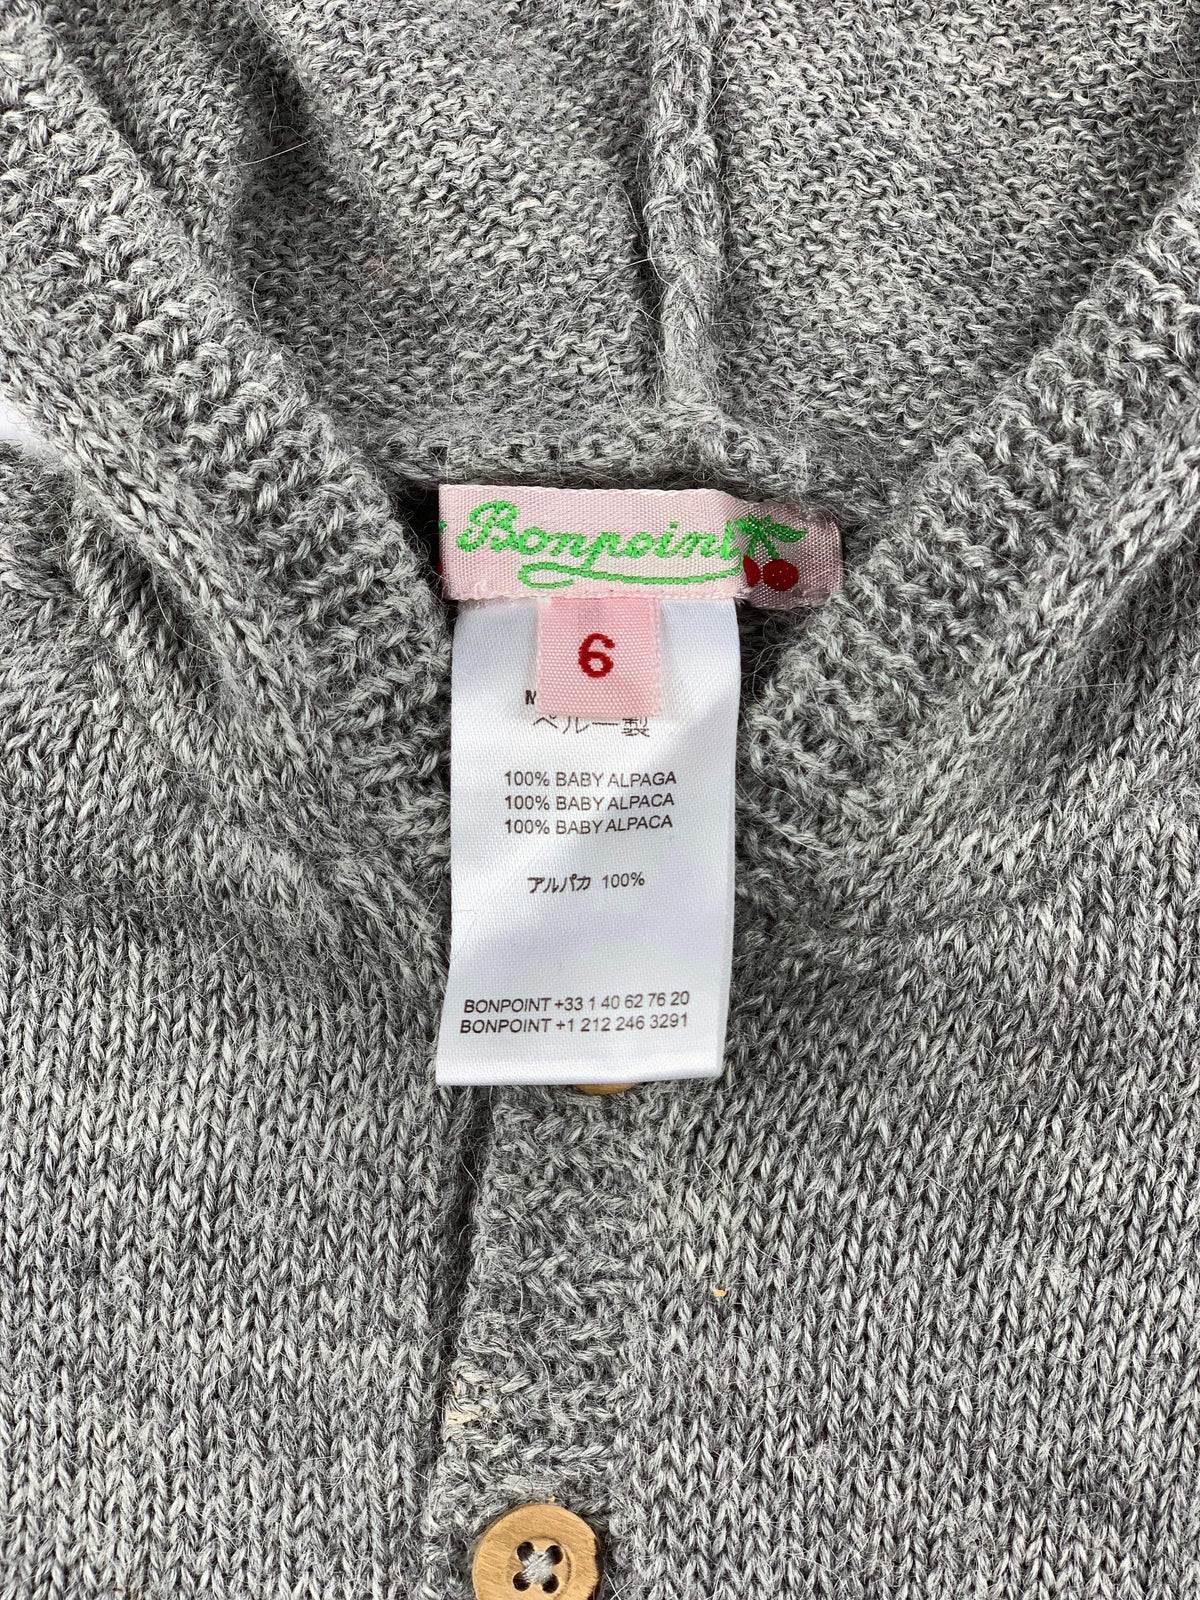 Bonpoint
6
ペルー製
100% BABY ALPAGA
100% BABY ALPACA
100% BABY ALPACA
アルパカ 100%
BONPOINT +33 1 40 62 76 20
BONPOINT +1 212 246 3291